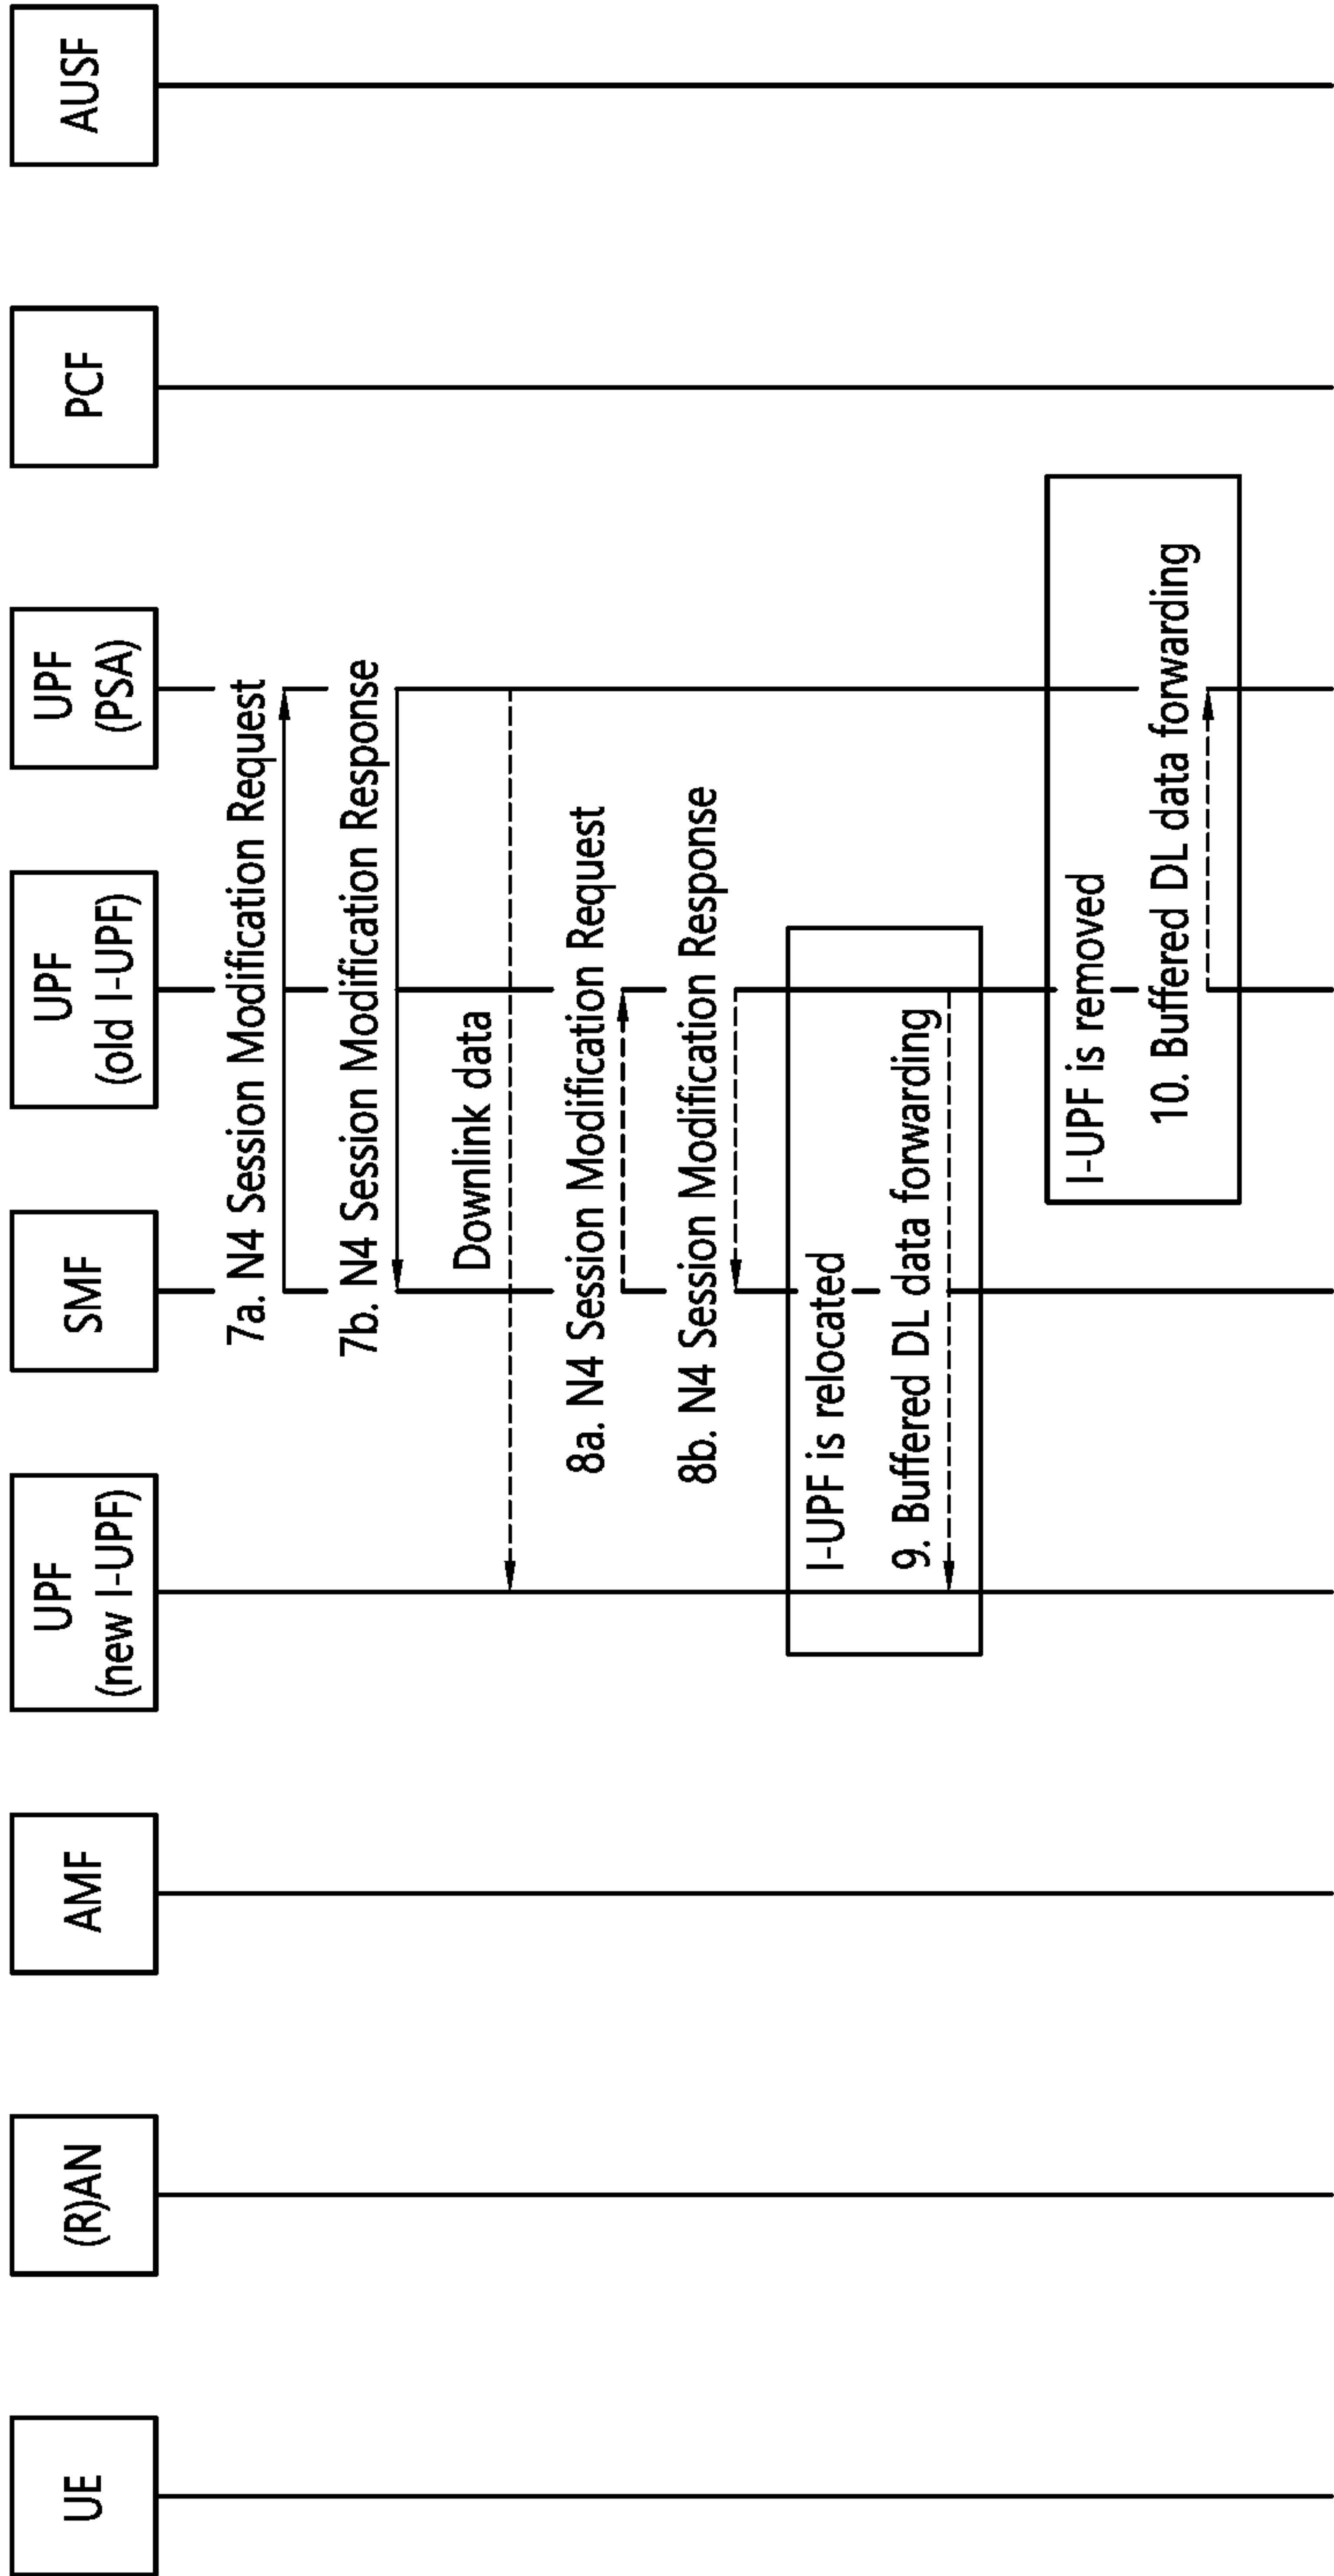 UE
(R)AN
AMF
UPF
(new I-UPF)
SMF
UPF
(old I-UPF)
UPF
(PSA)
PCF
AUSF
7a. N4 Session Modification Request
7b. N4 Session Modification Response
Downlink data
8a. N4 Session Modification Request
8b. N4 Session Modification Response
I-UPF is relocated
9. Buffered DL data forwarding
I-UPF is removed
10. Buffered DL data forwarding